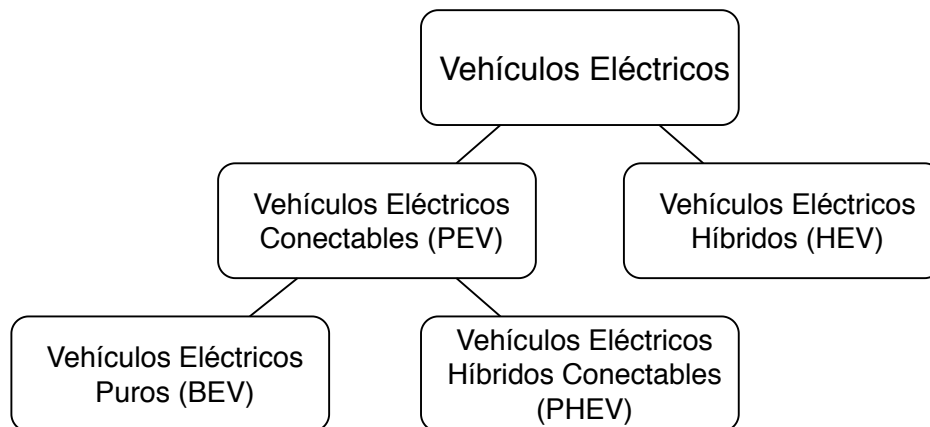 Vehículos Eléctricos
Vehículos Eléctricos
Conectables (PEV)
Vehículos Eléctricos
Híbridos (HEV)
Vehículos Eléctricos
Puros (BEV)
Vehículos Eléctricos
Híbridos Conectables
(PHEV)